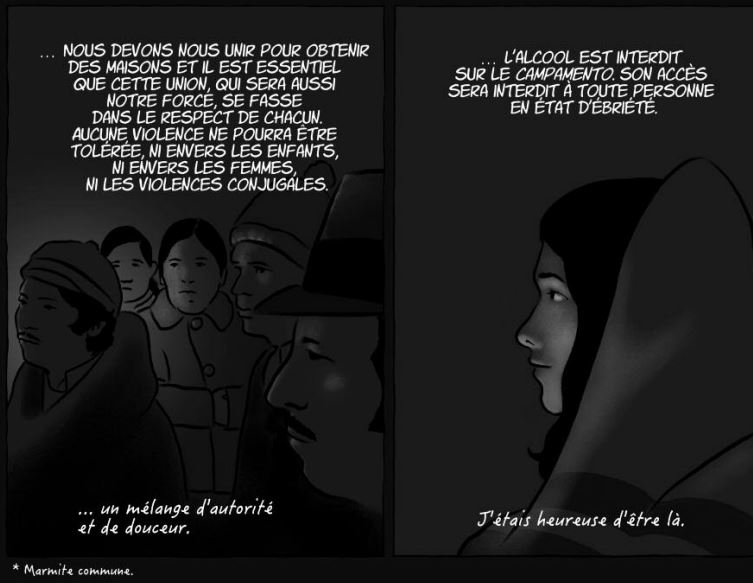 ... NOUS DEVONS NOUS UNIR POUR OBTENIR
DES MAISONS ET IL EST ESSENTIEL
QUE CETTE UNION, QUI SERA AUSSI
NOTRE FORCE, SE FASSE
DANS LE RESPECT DE CHACUN.
AUCUNE VIOLENCE NE POURRA ÊTRE
TOLÉRÉE, NI ENVERS LES ENFANTS,
NI ENVERS LES FEMMES,
NI LES VIOLENCES CONJUGALES.
... un mélange d'autorité
et de douceur.
... L'ALCOOL EST INTERDIT
SUR LE CAMPAMENTO. SON ACCÈS
SERA INTERDIT À TOUTE PERSONNE
EN ÉTAT D'ÉBRIÉTÉ.
J'étais heureuse d'être là.
* Marmite commune.